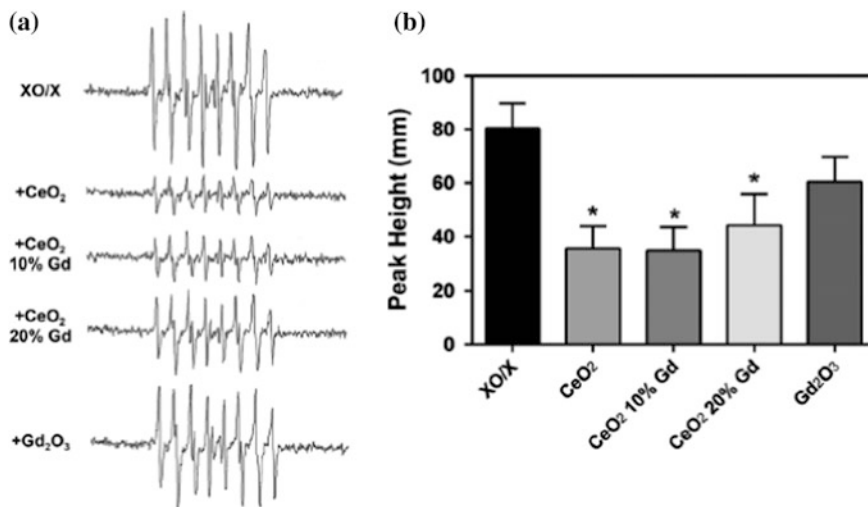 (a)
XO/X
+CeO₂
+CeO₂
10% Gd
+CeO₂
20% Gd
+Gd₂O₃
(b)
Peak Height (mm)
100
80
60
40
20
0
*
*
*
XO/X
CeO₂
CeO₂ 10% Gd
CeO₂ 20% Gd
Gd₂O₃